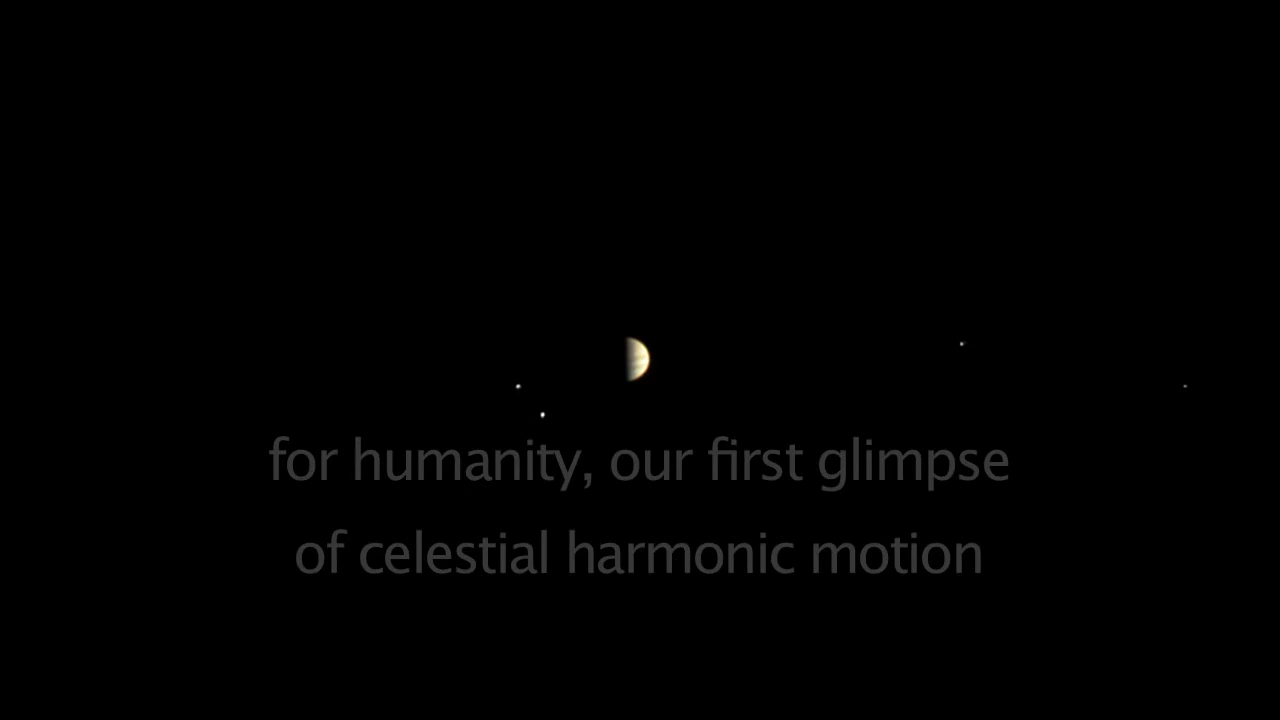 for humanity, our first glimpse
of celestial harmonic motion